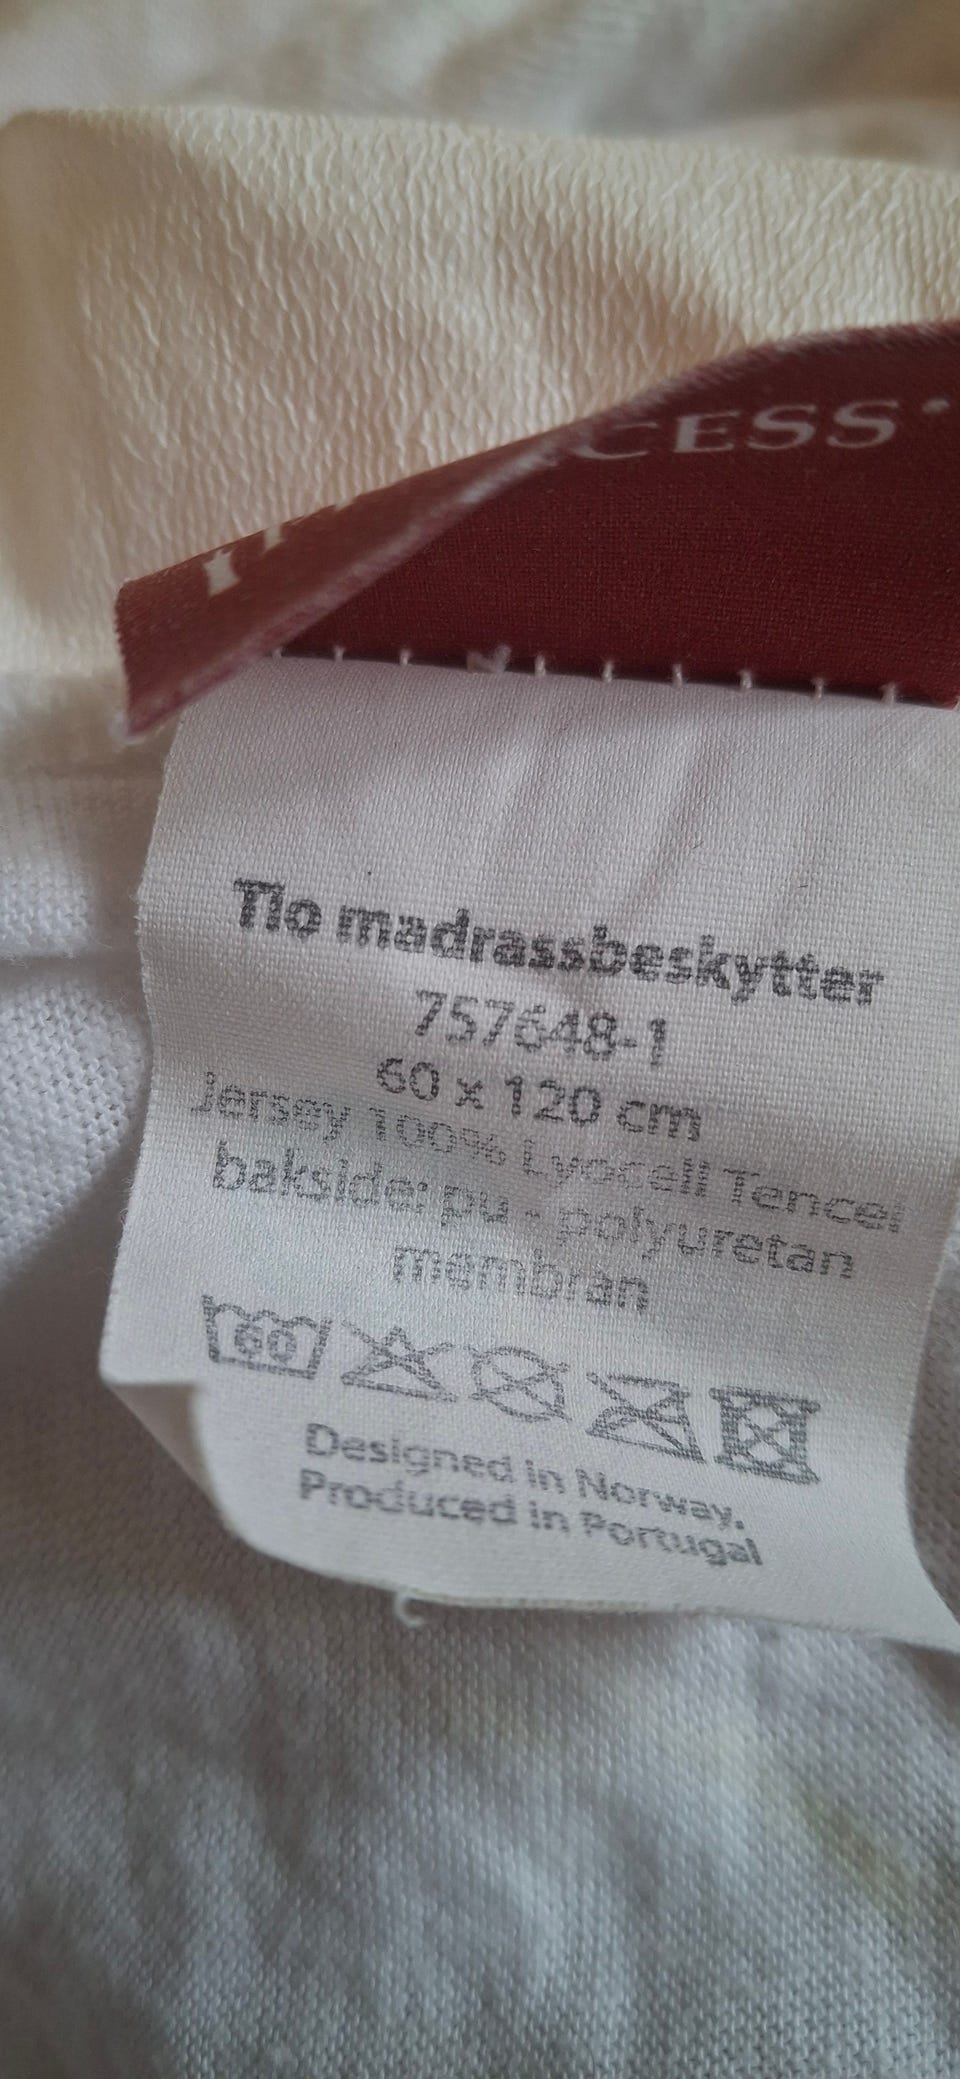 CESS
Tio madrassbeskytter
757648-1
60 x 120 cm
Jersey 100% Lyocell Tencel
bakside: pu - polyuretan
membran
60
Designed in Norway.
Produced in Portugal